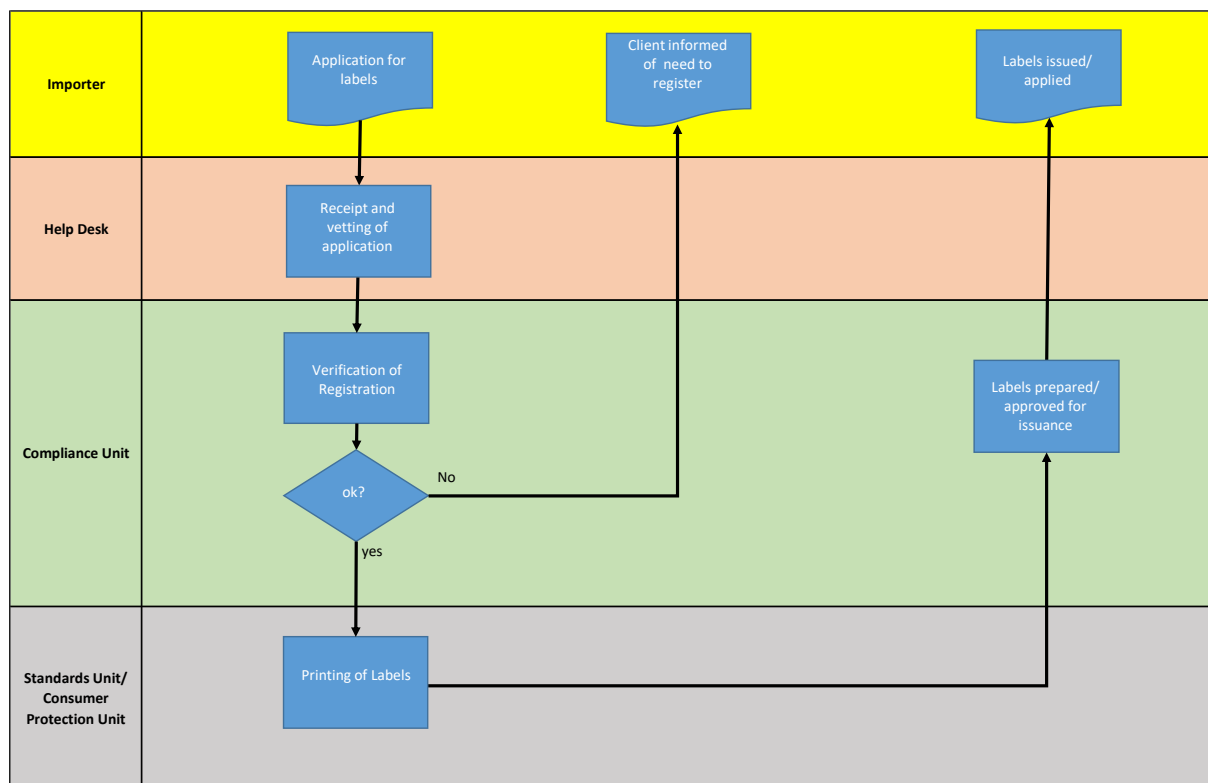 Importer
Application for
labels
Client informed
of need to
register
Labels issued/
applied
Help Desk
Receipt and
vetting of
application
Compliance Unit
Verification of
Registration
Labels prepared/
approved for
issuance
ok?
No
yes
Standards Unit/
Consumer
Protection Unit
Printing of Labels